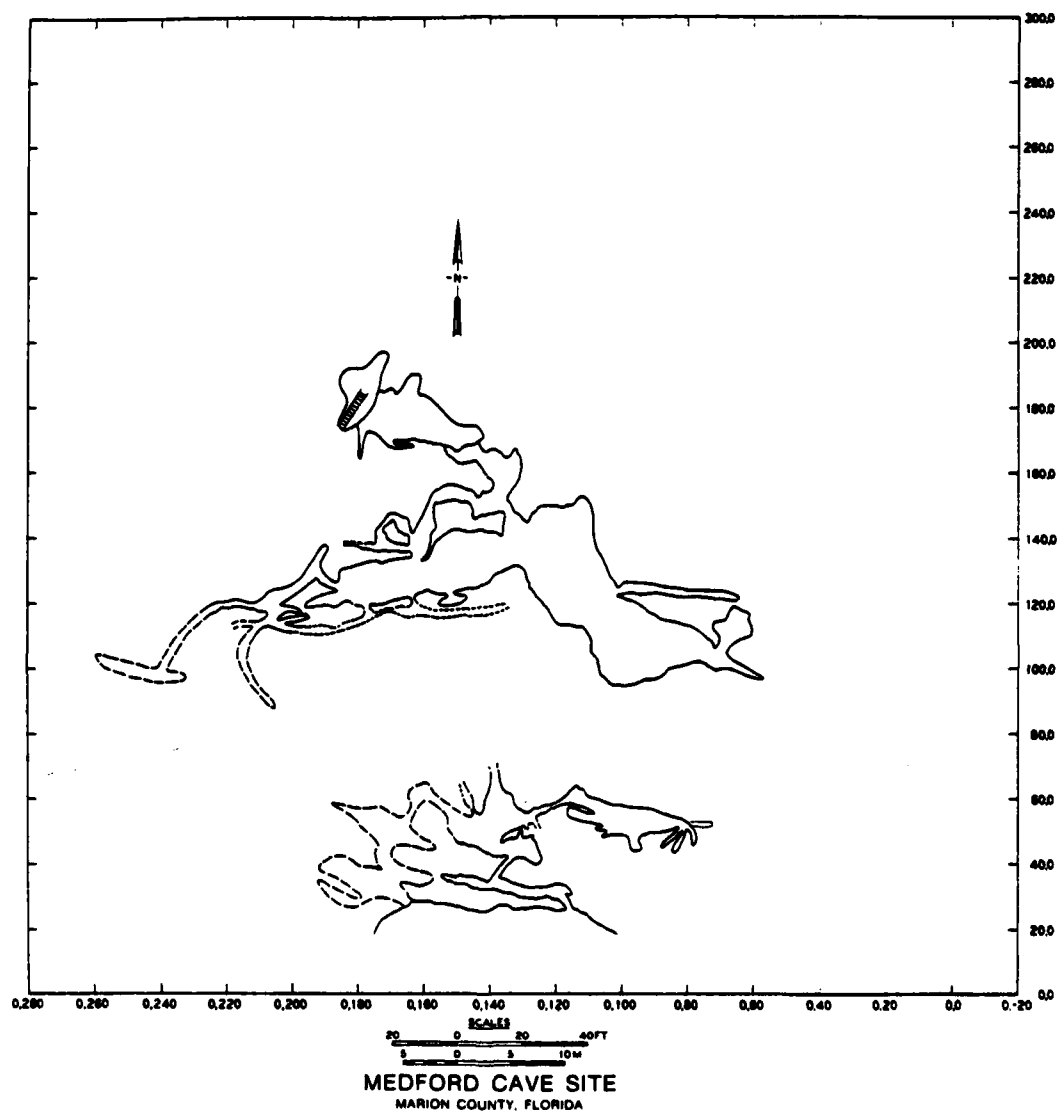 300,0
280,0
260,0
240,0
220,0
-N-
200,0
180,0
160,0
140,0
120,0
100,0
80,0
60,0
40,0
20,0
0,0
0,280 0,260 0,240 0,220 0,200 0,180 0,160 0,140 0,120 0,100 0,80 0,60 0,40 0,20 0,0 0,-20
SCALES
20 0 20 40FT
5 0 5 10M
MEDFORD CAVE SITE
MARION COUNTY, FLORIDA